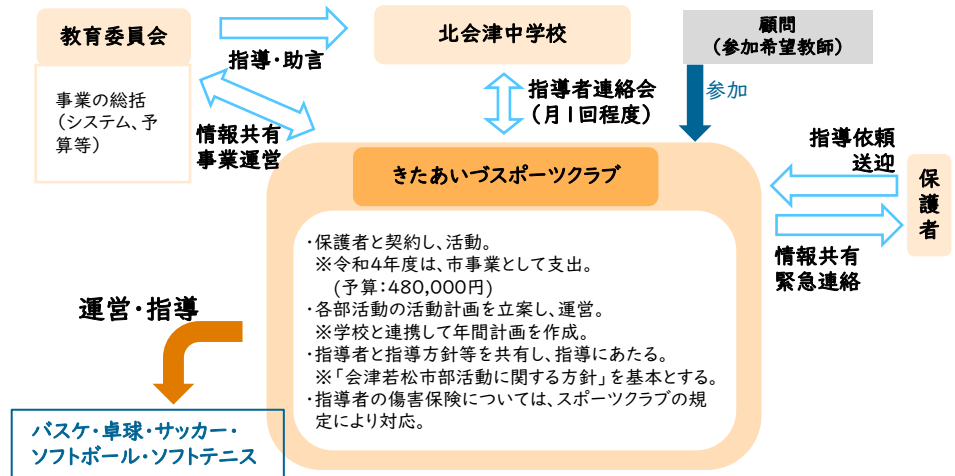 教育委員会
事業の総括
（システム、予
算等）
指導・助言
北会津中学校
顧問
（参加希望教師）
参加
指導者連絡会
（月１回程度）
情報共有
事業運営
きたあいづスポーツクラブ
・保護者と契約し、活動。
※令和4年度は、市事業として支出。
(予算：480,000円)
・各部活動の活動計画を立案し、運営。
※学校と連携して年間計画を作成。
・指導者と指導方針等を共有し、指導にあたる。
※「会津若松市部活動に関する方針」を基本とする。
・指導者の傷害保険については、スポーツクラブの規
定により対応。
指導依頼
送迎
保護者
情報共有
緊急連絡
運営・指導
バスケ・卓球・サッカー・
ソフトボール・ソフトテニス